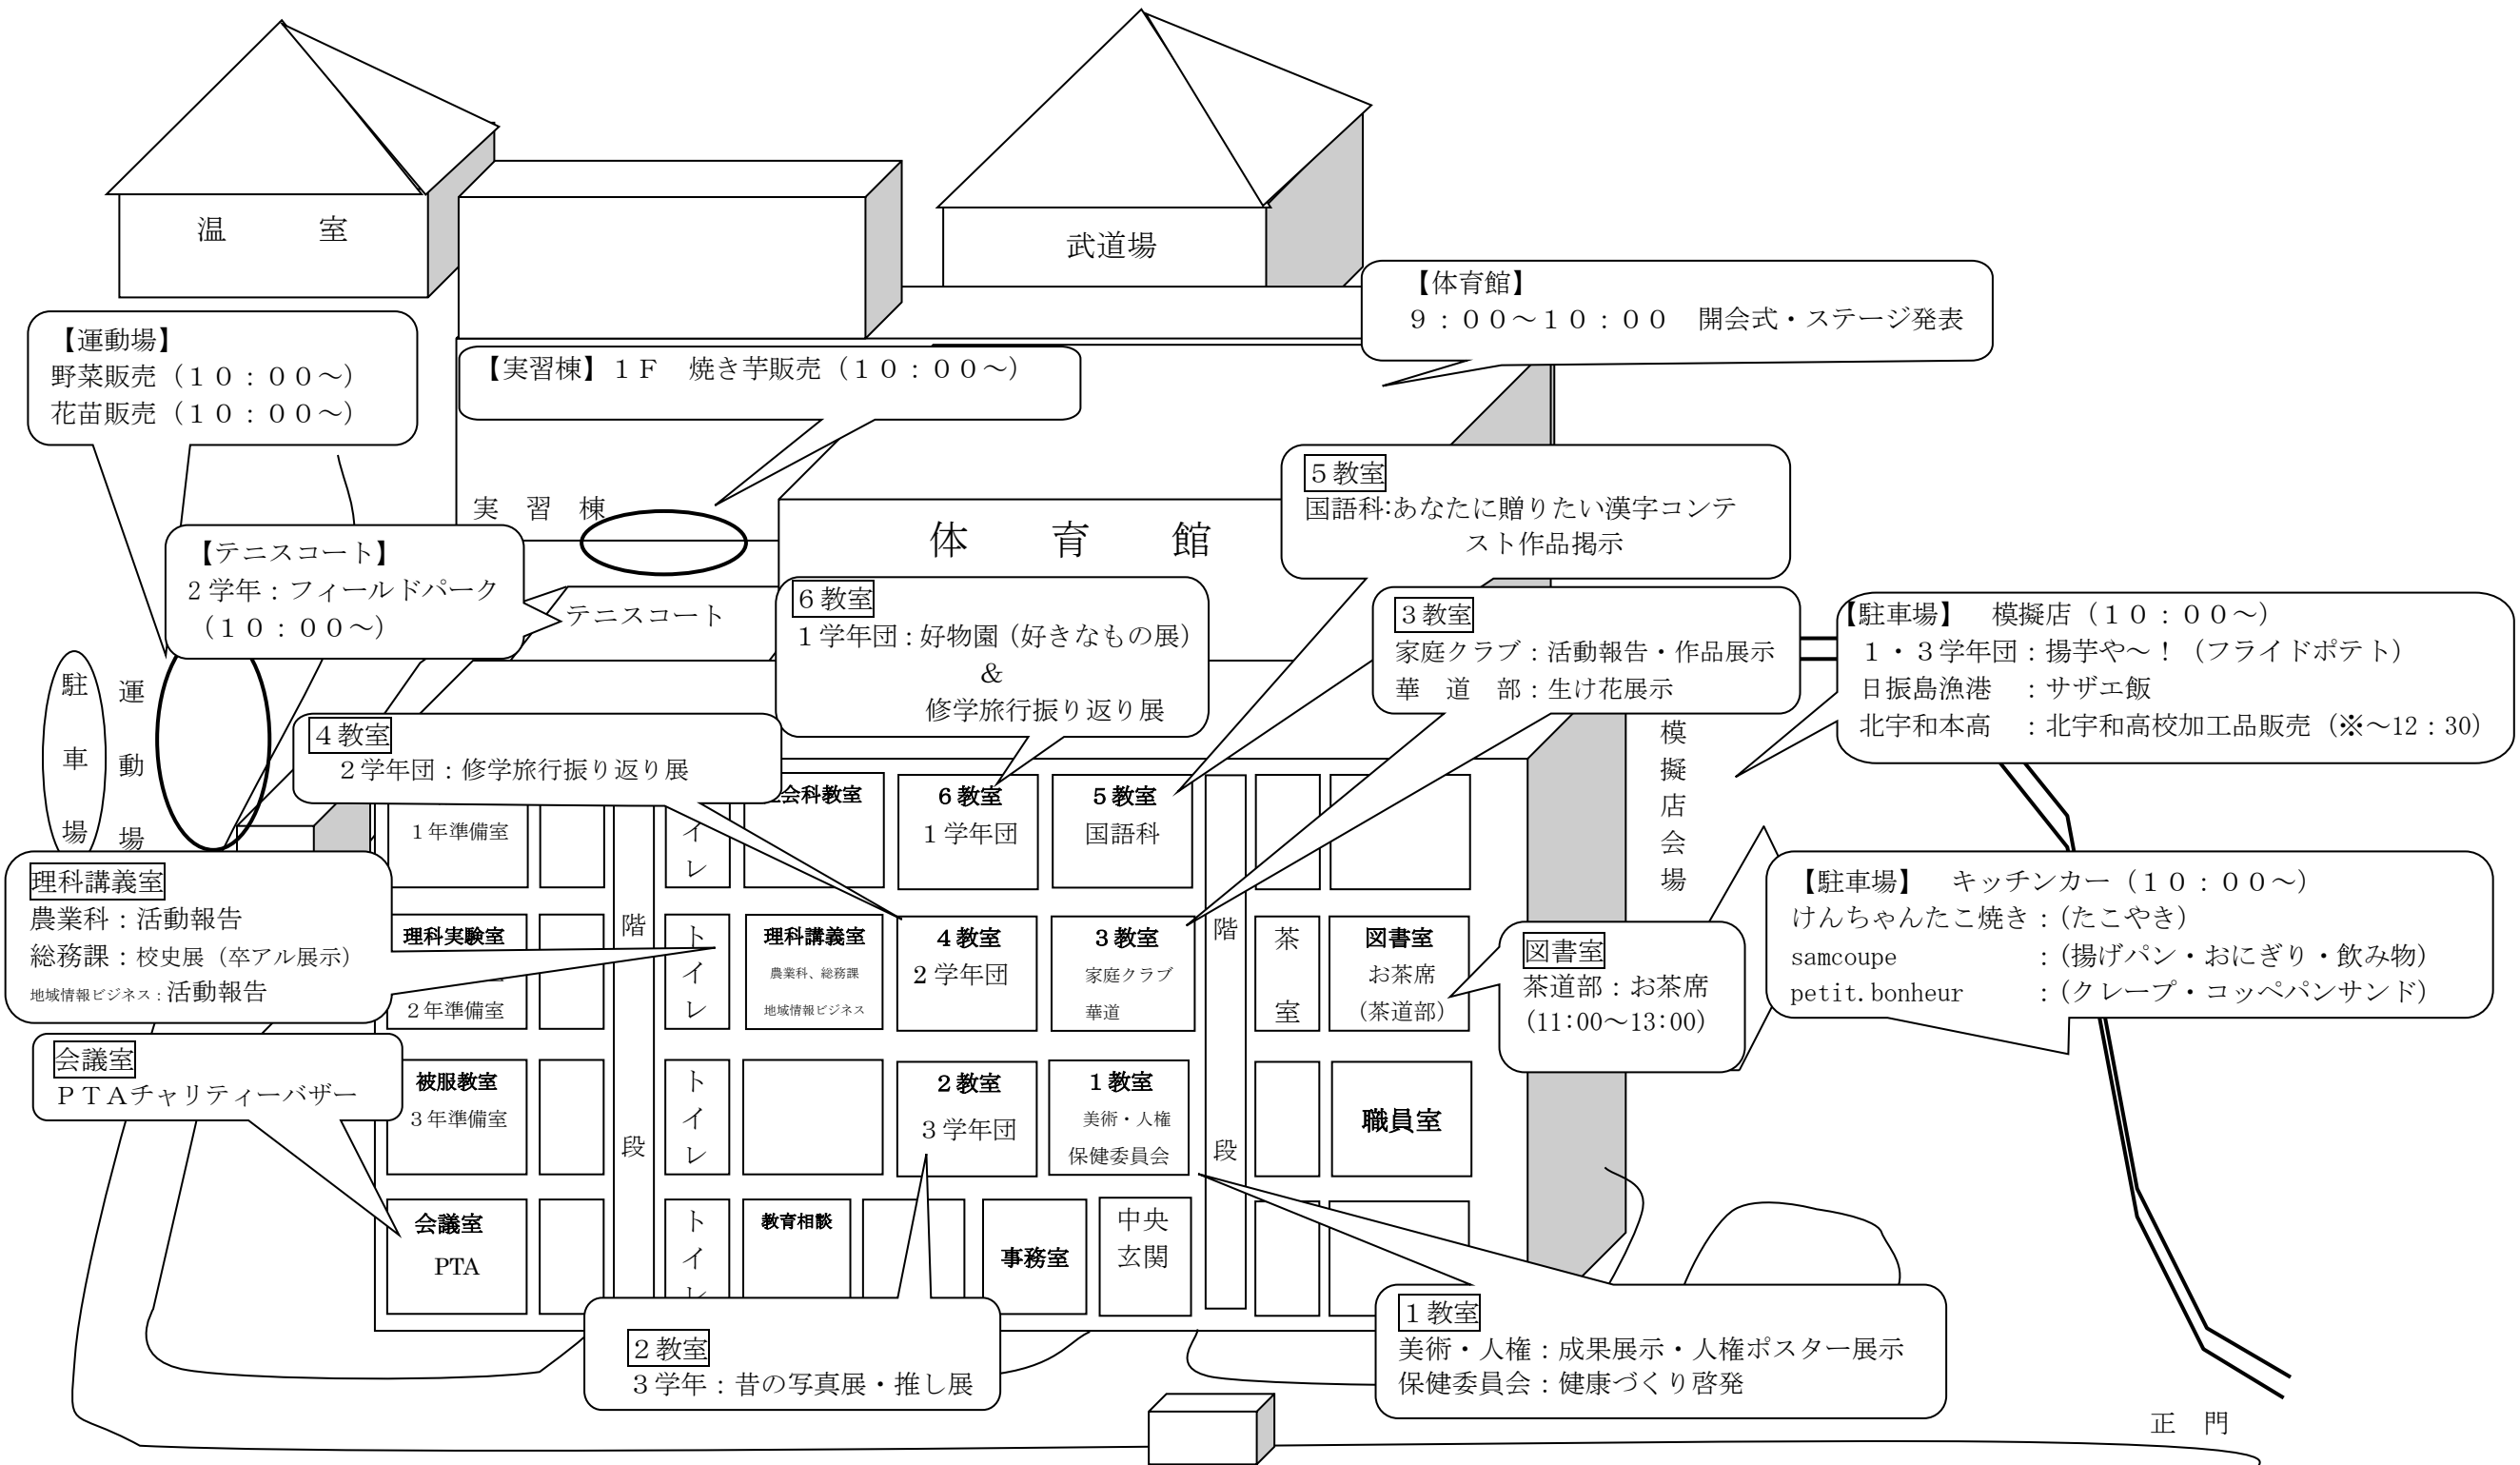 温　　　室
武道場
【体育館】
９：００～１０：００　開会式・ステージ発表
【運動場】
野菜販売（１０：００～）
花苗販売（１０：００～）
【実習棟】１Ｆ　焼き芋販売（１０：００～）
実　習　棟
体　育　館
５教室
国語科:あなたに贈りたい漢字コンテ
スト作品掲示
【テニスコート】
2学年：フィールドパーク
（１０：００～）
テニスコート
６教室
１学年団：好物園（好きなもの展）
＆
修学旅行振り返り展
３教室
家庭クラブ：活動報告・作品展示
華　道　部：生け花展示
【駐車場】　模擬店（１０：００～）
１・３学年団：揚芋や～！（フライドポテト）
日振島漁港　：サザエ飯
北宇和本高　：北宇和高校加工品販売（※～12：30）
駐車場
運動場
４教室
２学年団：修学旅行振り返り展
模擬店会場
会科教室
６教室
１学年団
５教室
国語科
１年準備室
イレ
理科講義室
農業科：活動報告
総務課：校史展（卒アル展示）
地域情報ビジネス：活動報告
【駐車場】　キッチンカー（１０：００～）
けんちゃんたこ焼き：（たこやき）
samcoupe　：（揚げパン・おにぎり・飲み物）
petit.bonheur　：（クレープ・コッペパンサンド）
理科実験室
２年準備室
階段
トイレ
理科講義室
農業科、総務課
地域情報ビジネス
４教室
2学年団
３教室
家庭クラブ
華道
階段
茶室
図書室
お茶席
（茶道部）
図書室
茶道部：お茶席
(11:00～13:00)
会議室
ＰＴＡチャリティーバザー
被服教室
３年準備室
トイレ
２教室
３学年団
１教室
美術・人権
保健委員会
職員室
会議室
PTA
トイレ
教育相談
事務室
中央
玄関
２教室
３学年：昔の写真展・推し展
１教室
美術・人権：成果展示・人権ポスター展示
保健委員会：健康づくり啓発
正　門